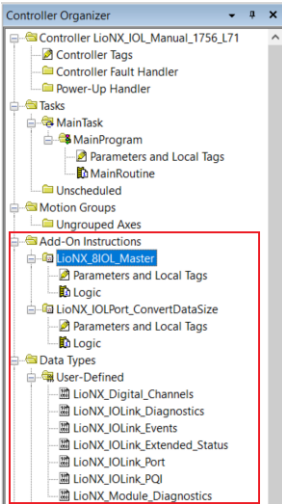 Controller Organizer
Controller LioNX_IOL_Manual_1756_L71
Controller Tags
Controller Fault Handler
Power-Up Handler
Tasks
MainTask
MainProgram
Parameters and Local Tags
MainRoutine
Unscheduled
Motion Groups
Ungrouped Axes
Add-On Instructions
LioNX_8IOL_Master
Parameters and Local Tags
Logic
LioNX_IOLPort_ConvertDataSize
Parameters and Local Tags
Logic
Data Types
User-Defined
LioNX_Digital_Channels
LioNX_IOLink_Diagnostics
LioNX_IOLink_Events
LioNX_IOLink_Extended_Status
LioNX_IOLink_Port
LioNX_IOLink_PQI
LioNX_Module_Diagnostics